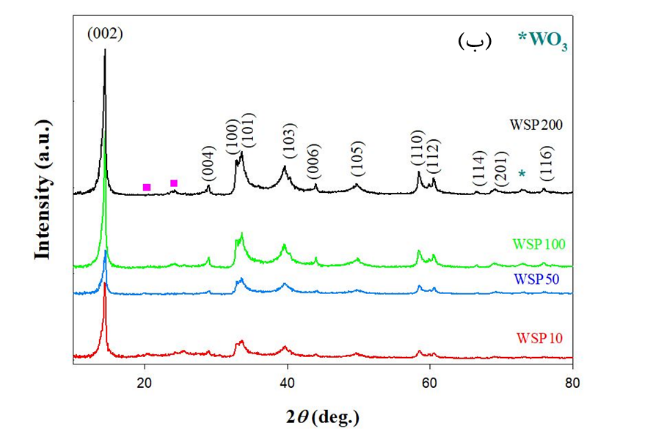 (002)
(ب)
*WO₃
WSP200
(004)
(100)
(101)
(103)
(006)
(105)
(110)
(112)
(114)
(201)
*
(116)
WSP100
WSP50
WSP10
Intensity (a.u.)
20
40
60
80
2θ (deg.)